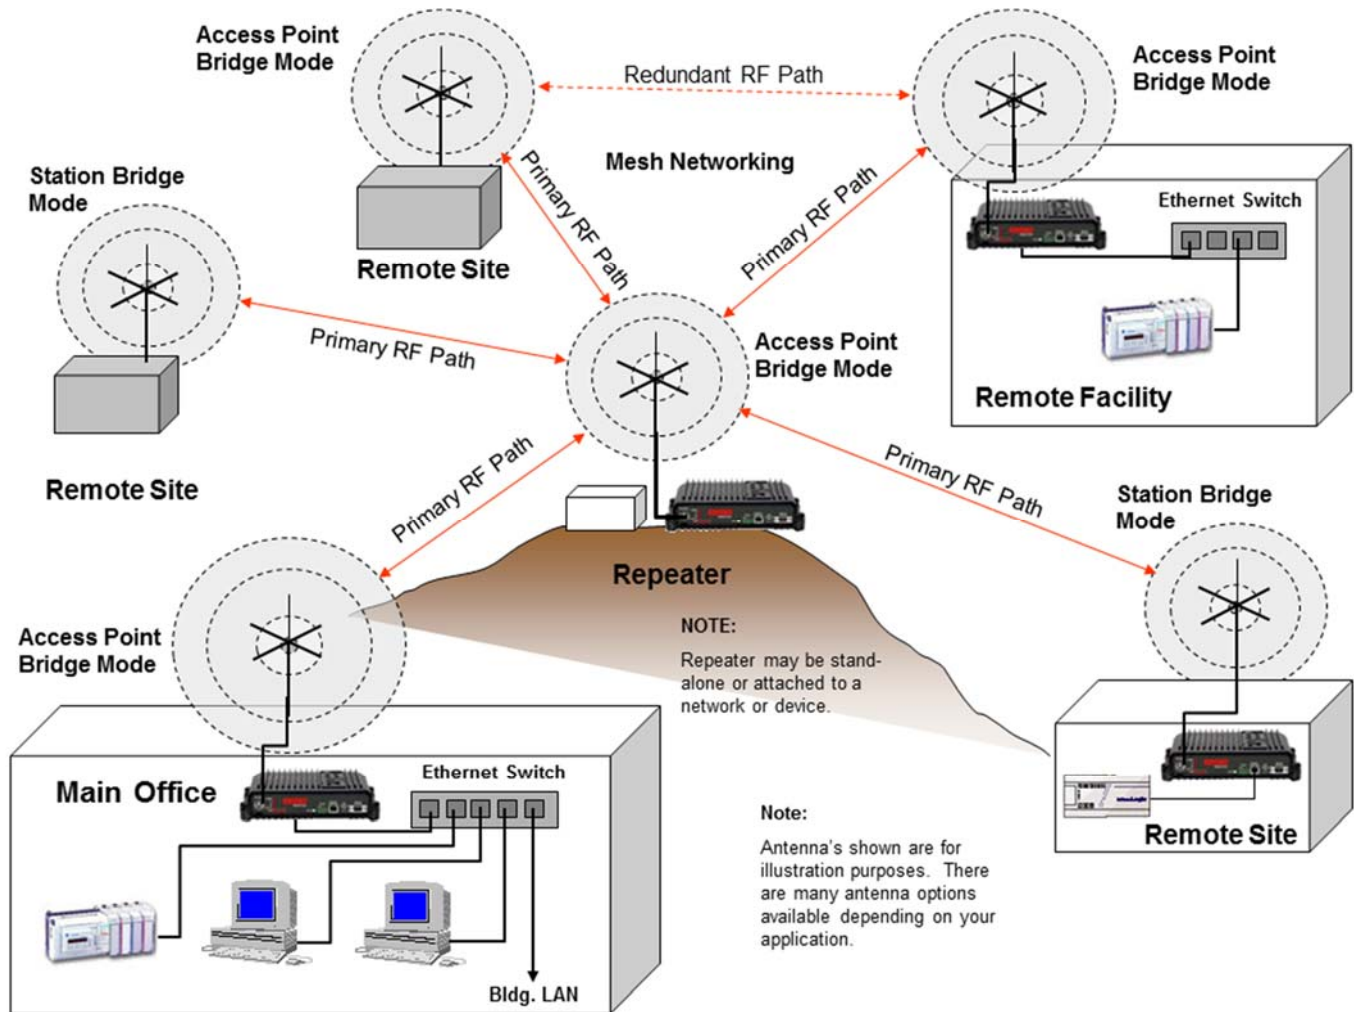 Access Point
Bridge Mode
Redundant RF Path
Access Point
Bridge Mode
Mesh Networking
Station Bridge
Mode
Primary RF Path
Primary RF Path
Ethernet Switch
Remote Site
Primary RF Path
Access Point
Bridge Mode
Remote Facility
Remote Site
Primary RF Path
Primary RF Path
Station Bridge
Mode
Repeater
NOTE:
Repeater may be stand-
alone or attached to a
network or device.
Access Point
Bridge Mode
Main Office
Ethernet Switch
Remote Site
Note:
Antenna's shown are for
illustration purposes. There
are many antenna options
available depending on your
application.
Bldg. LAN